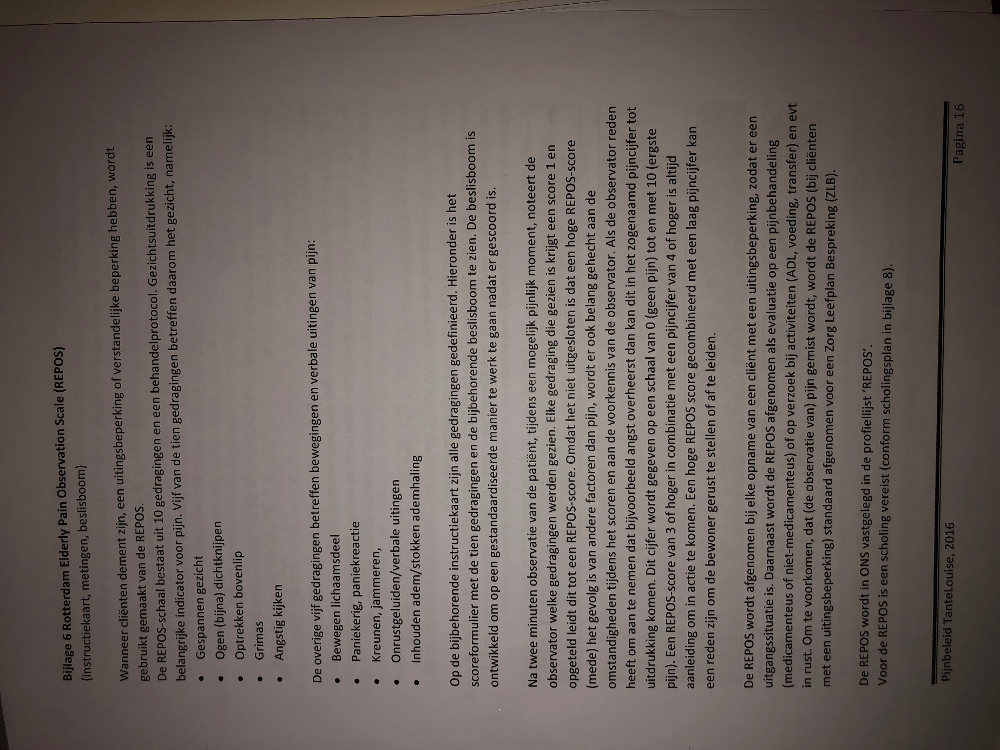 Bijlage 6 Rotterdam Elderly Pain Observation Scale (REPOS)
(instructiekaart, metingen, beslisboom)
Wanneer cliënten dement zijn, een uitingsbeperking of verstandelijke beperking hebben, wordt
gebruikt gemaakt van de REPOS.
De REPOS-schaal bestaat uit 10 gedragingen en een behandelprotocol. Gezichtsuitdrukking is een
belangrijke indicator voor pijn. Vijf van de tien gedragingen betreffen daarom het gezicht, namelijk:
• Gespannen gezicht
• Ogen (bijna) dichtknijpen
• Optrekken bovenlip
• Grimas
• Angstig kijken
De overige vijf gedragingen betreffen bewegingen en verbale uitingen van pijn:
• Bewegen lichaamsdeel
• Paniekerig, paniekreactie
• Kreunen, jammeren,
• Onrustgeluiden/verbale uitingen
• Inhouden adem/stokken ademhaling
Op de bijbehorende instructiekaart zijn alle gedragingen gedefinieerd. Hieronder is het
scoreformulier met de tien gedragingen en de bijbehorende beslisboom te zien. De beslisboom is
ontwikkeld om op een gestandaardiseerde manier te werk te gaan nadat er gescoord is.
Na twee minuten observatie van de patiënt, tijdens een mogelijk pijnlijk moment, noteert de
observator welke gedragingen werden gezien. Elke gedraging die gezien is krijgt een score 1 en
opgeteld leidt dit tot een REPOS-score. Omdat het niet uitgesloten is dat een hoge REPOS-score
(mede) het gevolg is van andere factoren dan pijn, wordt er ook belang gehecht aan de
omstandigheden tijdens het scoren en aan de voorkennis van de observator. Als de observator reden
heeft om aan te nemen dat bijvoorbeeld angst overheerst dan kan dit in het zogenaamd pijncijfer tot
uitdrukking komen. Dit cijfer wordt gegeven op een schaal van 0 (geen pijn) tot en met 10 (ergste
pijn). Een REPOS-score van 3 of hoger in combinatie met een pijncijfer van 4 of hoger is altijd
aanleiding om in actie te komen. Een hoge REPOS score gecombineerd met een laag pijncijfer kan
een reden zijn om de bewoner gerust te stellen of af te leiden.
De REPOS wordt afgenomen bij elke opname van een cliënt met een uitingsbeperking, zodat er een
uitgangssituatie is. Daarnaast wordt de REPOS afgenomen als evaluatie op een pijnbehandeling
(medicamenteus of niet-medicamenteus) of op verzoek bij activiteiten (ADL, voeding, transfer) en evt
in rust. Om te voorkomen, dat (de observatie van) pijn gemist wordt, wordt de REPOS (bij cliënten
met een uitingsbeperking) standaard afgenomen voor een Zorg Leefplan Bespreking (ZLB).
De REPOS wordt in ONS vastgelegd in de profiellijst ‘REPOS’.
Voor de REPOS is een scholing vereist (conform scholingsplan in bijlage 8).
Pijnbeleid TanteLouise, 2016 Pagina 16